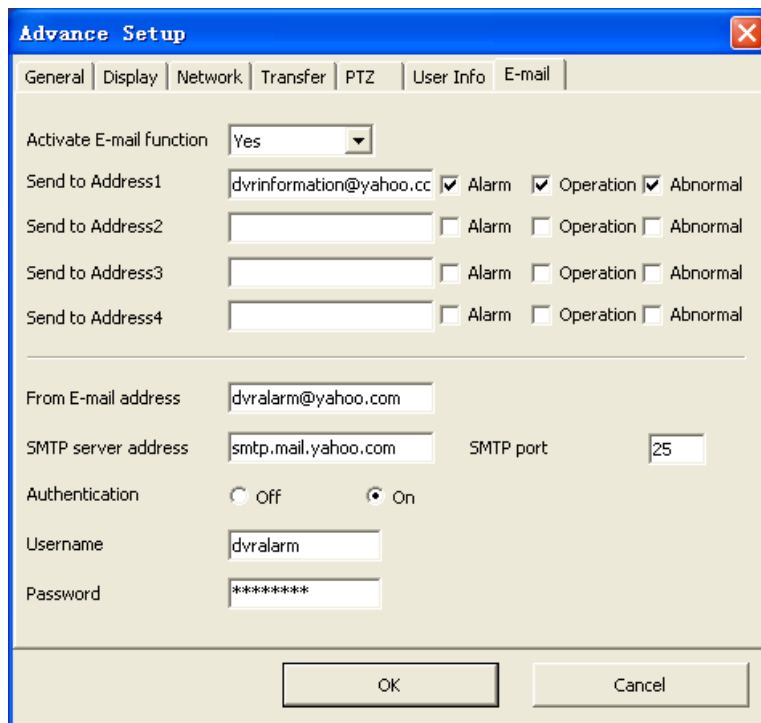 Advance Setup
General Display Network Transfer PTZ User Info E-mail
Activate E-mail function Yes
Send to Address1 dvrinformation@yahoo.cc Alarm Operation Abnormal
Send to Address2 Alarm Operation Abnormal
Send to Address3 Alarm Operation Abnormal
Send to Address4 Alarm Operation Abnormal
From E-mail address dvralarm@yahoo.com
SMTP server address smtp.mail.yahoo.com SMTP port 25
Authentication Off On
Username dvralarm
Password ********
OK Cancel